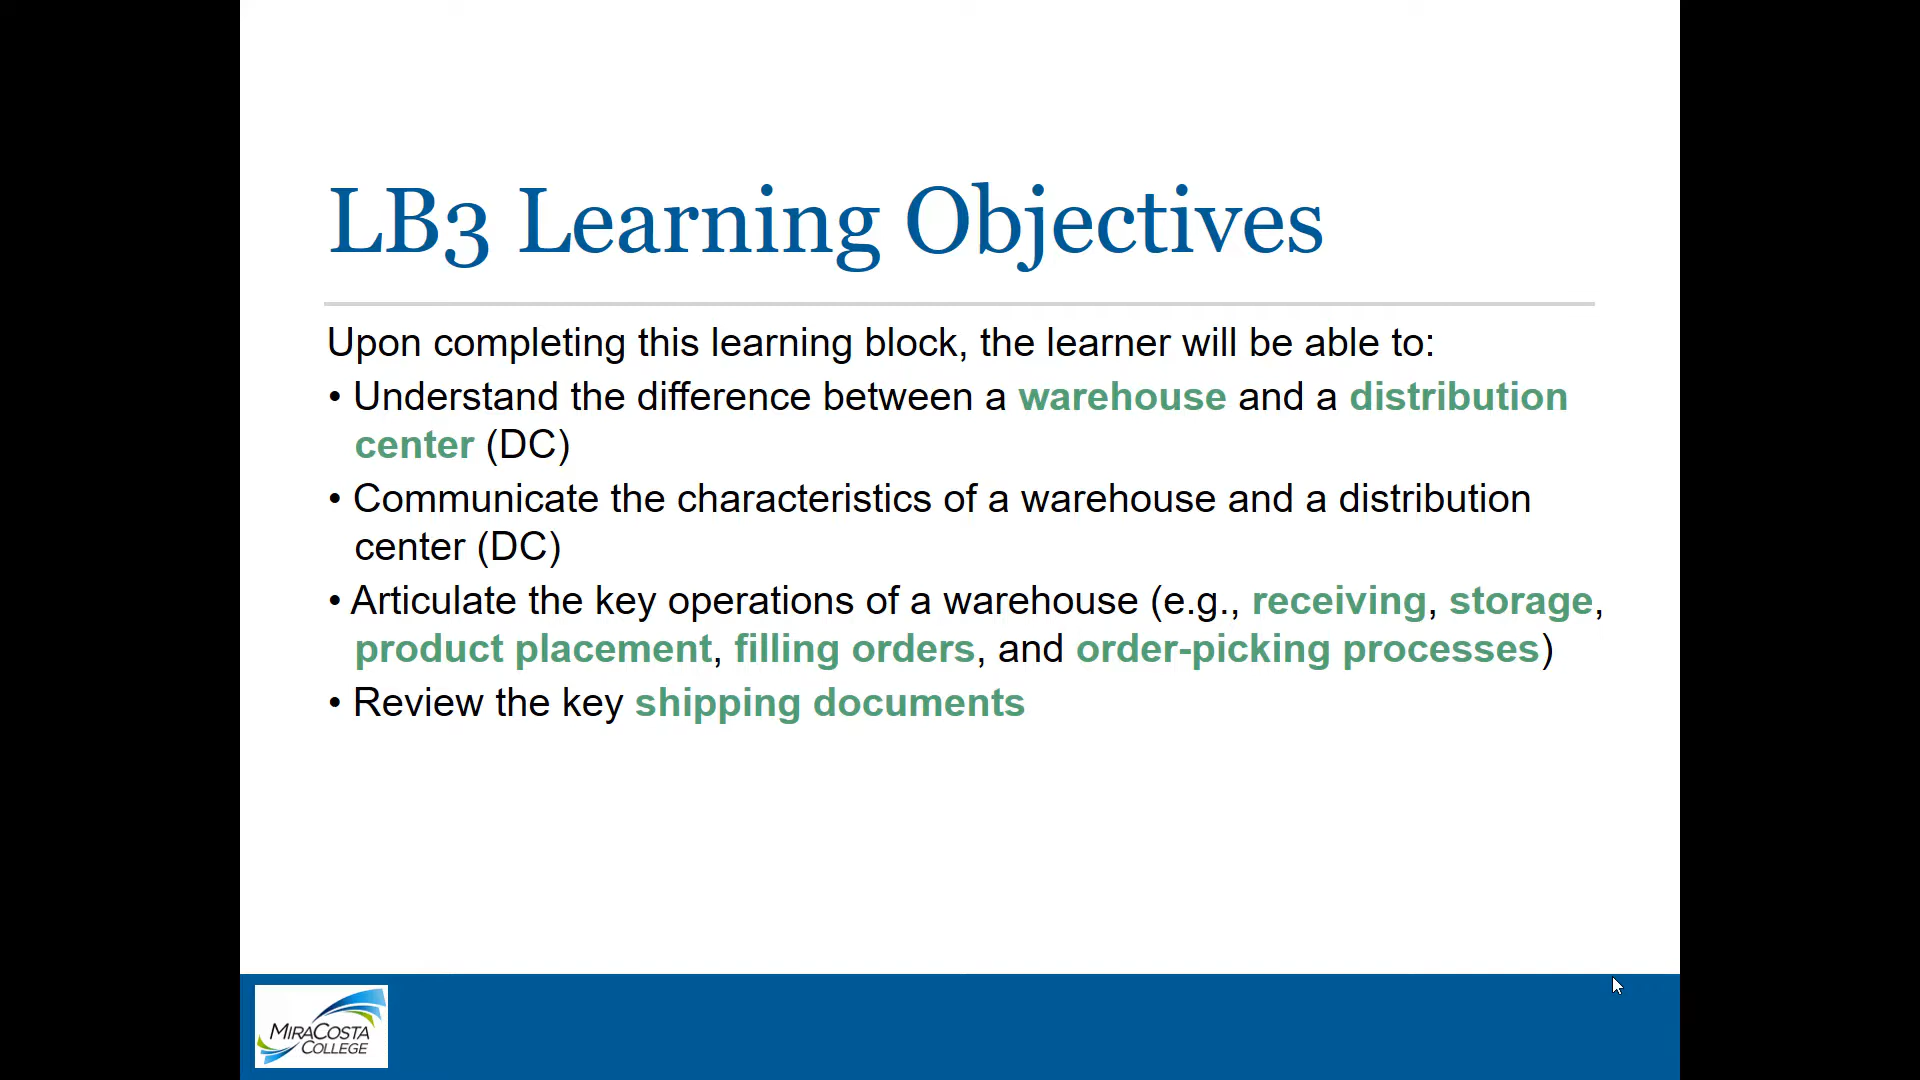 LB3 Learning Objectives
Upon completing this learning block, the learner will be able to:
• Understand the difference between a warehouse and a distribution
center (DC)
• Communicate the characteristics of a warehouse and a distribution
center (DC)
• Articulate the key operations of a warehouse (e.g., receiving, storage,
product placement, filling orders, and order-picking processes)
• Review the key shipping documents
MIRACOSTA
COLLEGE